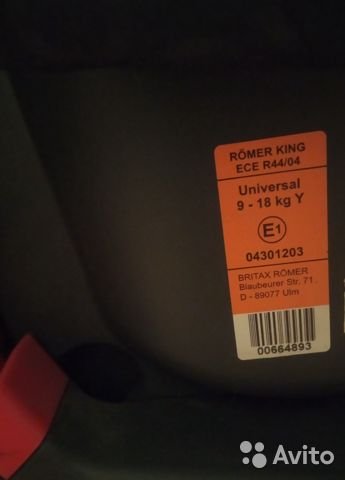 RÖMER KING
ECE R44/04
Universal
9 - 18 kg Y
E1
04301203
BRITAX RÖMER
Blaubeurer Str. 71,
D - 89077 Ulm
00664893
Avito